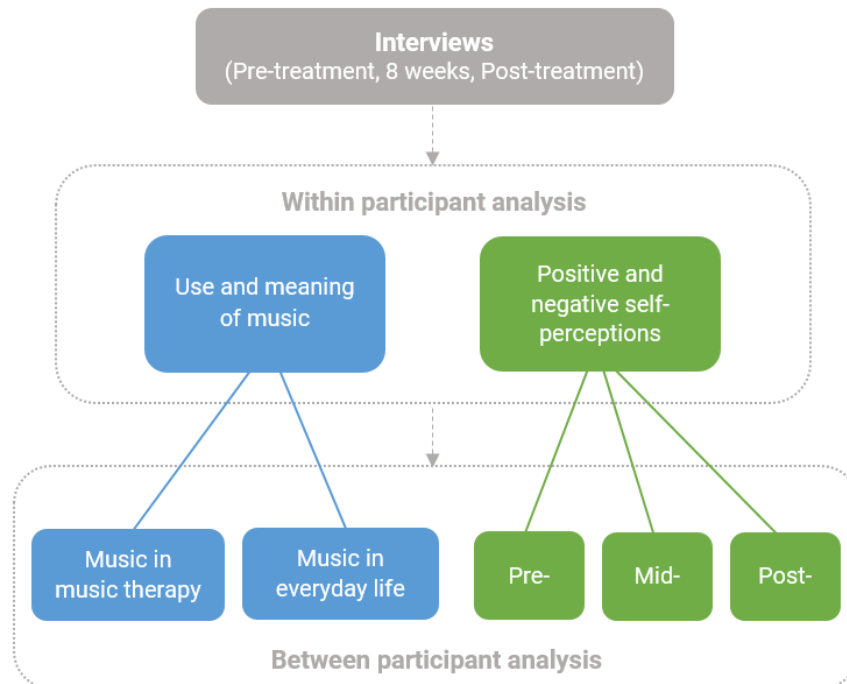 Interviews
(Pre-treatment, 8 weeks, Post-treatment)
Within participant analysis
Use and meaning
of music
Positive and
negative self-
perceptions
Music in
music therapy
Music in
everyday life
Pre-
Mid-
Post-
Between participant analysis